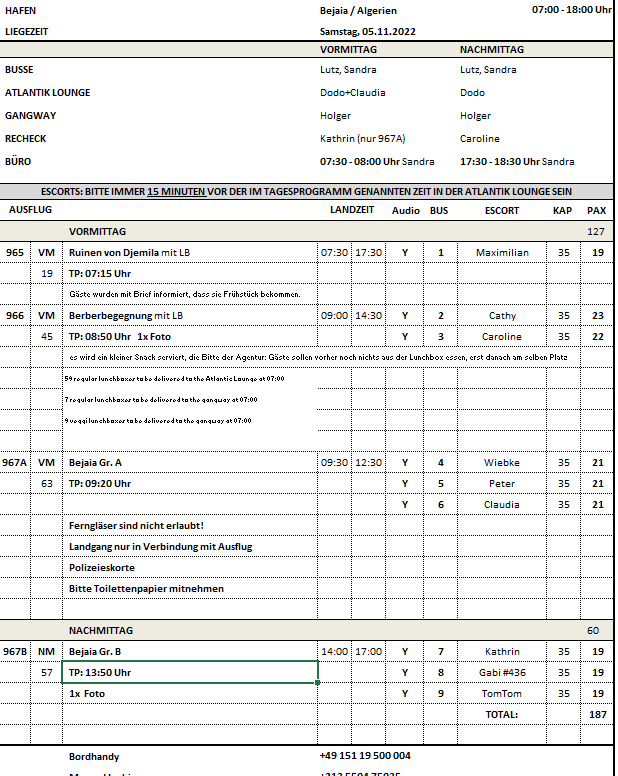 HAFEN Bejaia / Algerien 07:00 - 18:00 Uhr
LIEGEZEIT Samstag, 05.11.2022
VORMITTAG NACHMITTAG
BUSSE Lutz, Sandra Lutz, Sandra
ATLANTIK LOUNGE Dodo+Claudia Dodo
GANGWAY Holger Holger
RECHECK Kathrin (nur 967A) Caroline
BÜRO 07:30 - 08:00 Uhr Sandra 17:30 - 18:30 Uhr Sandra
ESCORTS: BITTE IMMER 15 MINUTEN VOR DER IM TAGESPROGRAMM GENANNTEN ZEIT IN DER ATLANTIK LOUNGE SEIN
AUSFLUG LANDZEIT Audio BUS ESCORT KAP PAX
VORMITTAG 127
965 VM Ruinen von Djemila mit LB 07:30 17:30 Y 1 Maximilian 35 19
19 TP: 07:15 Uhr
Gäste wurden mit Brief informiert, dass sie Frühstück bekommen.
966 VM Berberbegegnung mit LB 09:00 14:30 Y 2 Cathy 35 23
45 TP: 08:50 Uhr 1x Foto Y 3 Caroline 35 22
es wird ein kleiner Snack serviert, die Bitte der Agentur: Gäste sollen vorher noch nichts aus der Lunchbox essen, erst danach am selben Platz
59 regular lunchboxes to be delivered to the Atlantic Lounge at 07:00
7 regular lunchboxes to be delivered to the gangway at 07:00
9 veggi lunchboxes to be delivered to the gangway at 07:00
967A VM Bejaia Gr. A 09:30 12:30 Y 4 Wiebke 35 21
63 TP: 09:20 Uhr Y 5 Peter 35 21
Y 6 Claudia 35 21
Ferngläser sind nicht erlaubt!
Landgang nur in Verbindung mit Ausflug
Polizeieskorte
Bitte Toilettenpapier mitnehmen
NACHMITTAG 60
967B NM Bejaia Gr. B 14:00 17:00 Y 7 Kathrin 35 19
57 TP: 13:50 Uhr Y 8 Gabi #436 35 19
1x Foto Y 9 TomTom 35 19
TOTAL: 187
Bordhandy +49 151 19 500 004